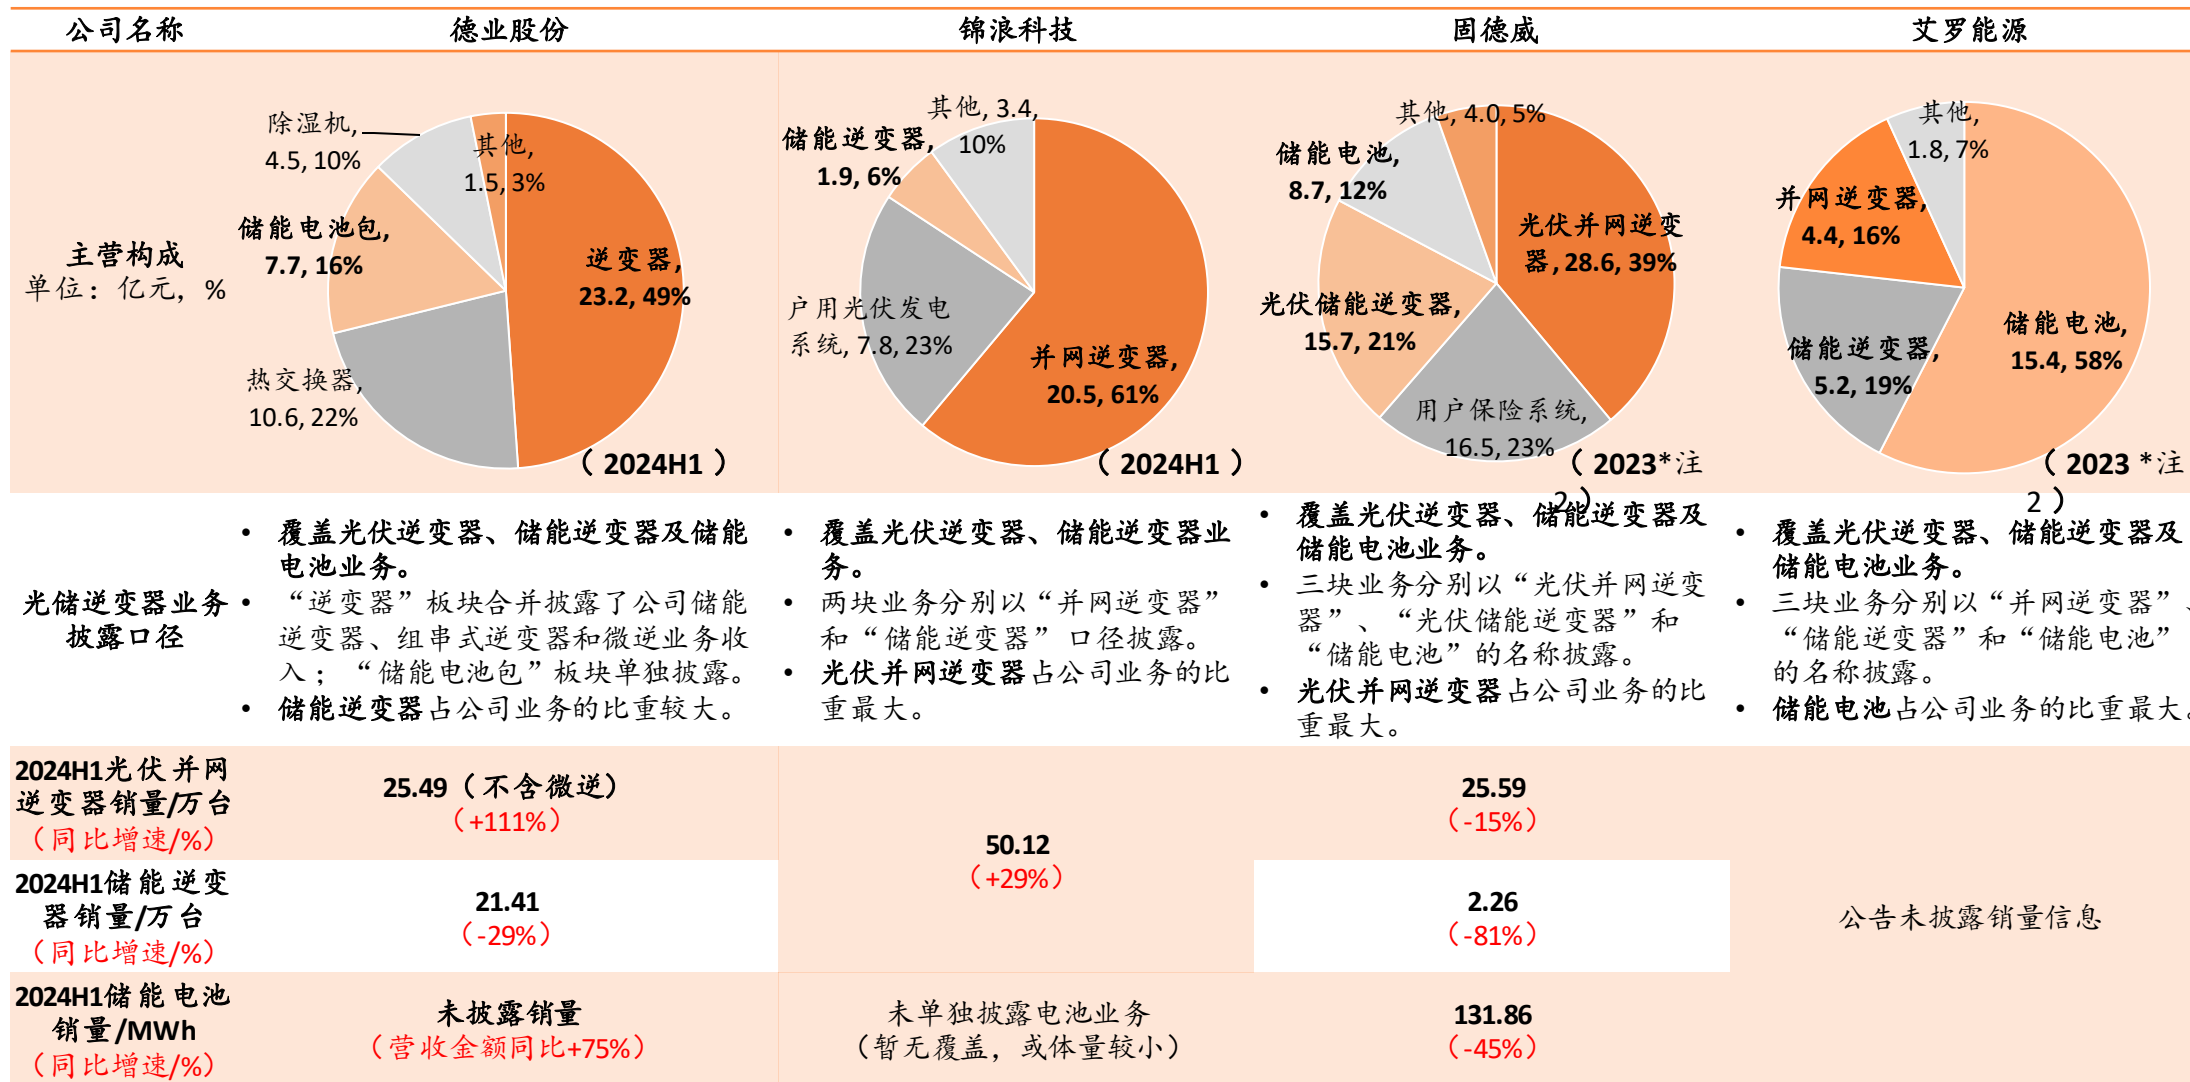 公司名称
德业股份
锦浪科技
固德威
艾罗能源
主营构成
单位：亿元，%
除湿机,
4.5, 10%
其他,
1.5, 3%
储能电池包,
7.7, 16%
逆变器,
23.2, 49%
热交换器,
10.6, 22%
（ 2024H1 ）
其他, 3.4,
10%
储能逆变器,
1.9, 6%
户用光伏发电
系统, 7.8, 23%
并网逆变器,
20.5, 61%
（ 2024H1 ）
其他, 4.0, 5%
储能电池,
8.7, 12%
光伏并网逆变
器, 28.6, 39%
光伏储能逆变器,
15.7, 21%
用户保险系统,
16.5, 23%
（ 2023*注
2 ）
其他,
1.8, 7%
并网逆变器,
4.4, 16%
储能电池,
15.4, 58%
储能逆变器,
5.2, 19%
（ 2023 *注
2 ）
光储逆变器业务
披露口径
• 覆盖光伏逆变器、储能逆变器及储能
电池业务。
• “逆变器”板块合并披露了公司储能
逆变器、组串式逆变器和微逆业务收
入；“储能电池包”板块单独披露。
• 储能逆变器占公司业务的比重较大。
• 覆盖光伏逆变器、储能逆变器业
务。
• 两块业务分别以“并网逆变器”
和“储能逆变器”口径披露。
• 光伏并网逆变器占公司业务的比
重最大。
• 覆盖光伏逆变器、储能逆变器及
储能电池业务。
• 三块业务分别以“光伏并网逆变
器”、“光伏储能逆变器”和
“储能电池”的名称披露。
• 光伏并网逆变器占公司业务的比
重最大。
• 覆盖光伏逆变器、储能逆变器及
储能电池业务。
• 三块业务分别以“并网逆变器”、
“储能逆变器”和“储能电池”
的名称披露。
• 储能电池占公司业务的比重最大。
2024H1光伏并网
逆变器销量/万台
（同比增速/%）
25.49（不含微逆）
（+111%）
50.12
（+29%）
25.59
（-15%）
公告未披露销量信息
2024H1储能逆变
器销量/万台
（同比增速/%）
21.41
（-29%）
2.26
（-81%）
2024H1储能电池
销量/MWh
（同比增速/%）
未披露销量
（营收金额同比+75%）
未单独披露电池业务
（暂无覆盖，或体量较小）
131.86
（-45%）